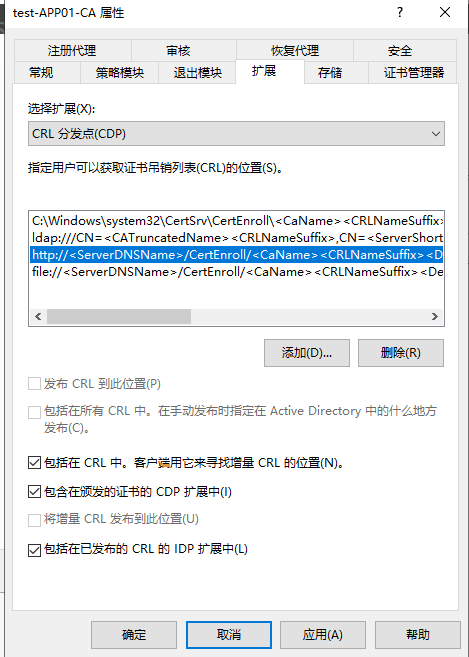 test-APP01-CA 属性
?
注册代理 审核 恢复代理 安全
常规 策略模块 退出模块 扩展 存储 证书管理器
选择扩展(X):
CRL 分发点(CDP)
指定用户可以获取证书吊销列表(CRL)的位置(S)。
C:\Windows\system32\CertSrv\CertEnroll\<CaName><CRLNameSuffix>
ldap:///CN=<CATruncatedName><CRLNameSuffix>,CN=<ServerShort
http://<ServerDNSName>/CertEnroll/<CaName><CRLNameSuffix><D
file://<ServerDNSName>/CertEnroll/<CaName><CRLNameSuffix><De
添加(D)... 删除(R)
发布 CRL 到此位置(P)
包括在所有 CRL 中。在手动发布时指定在 Active Directory 中的什么地方
发布(C)。
包括在 CRL 中。客户端用它来寻找增量 CRL 的位置(N)。
包含在颁发的证书的 CDP 扩展中(I)
将增量 CRL 发布到此位置(U)
包括在已发布的 CRL 的 IDP 扩展中(L)
确定 取消 应用(A) 帮助